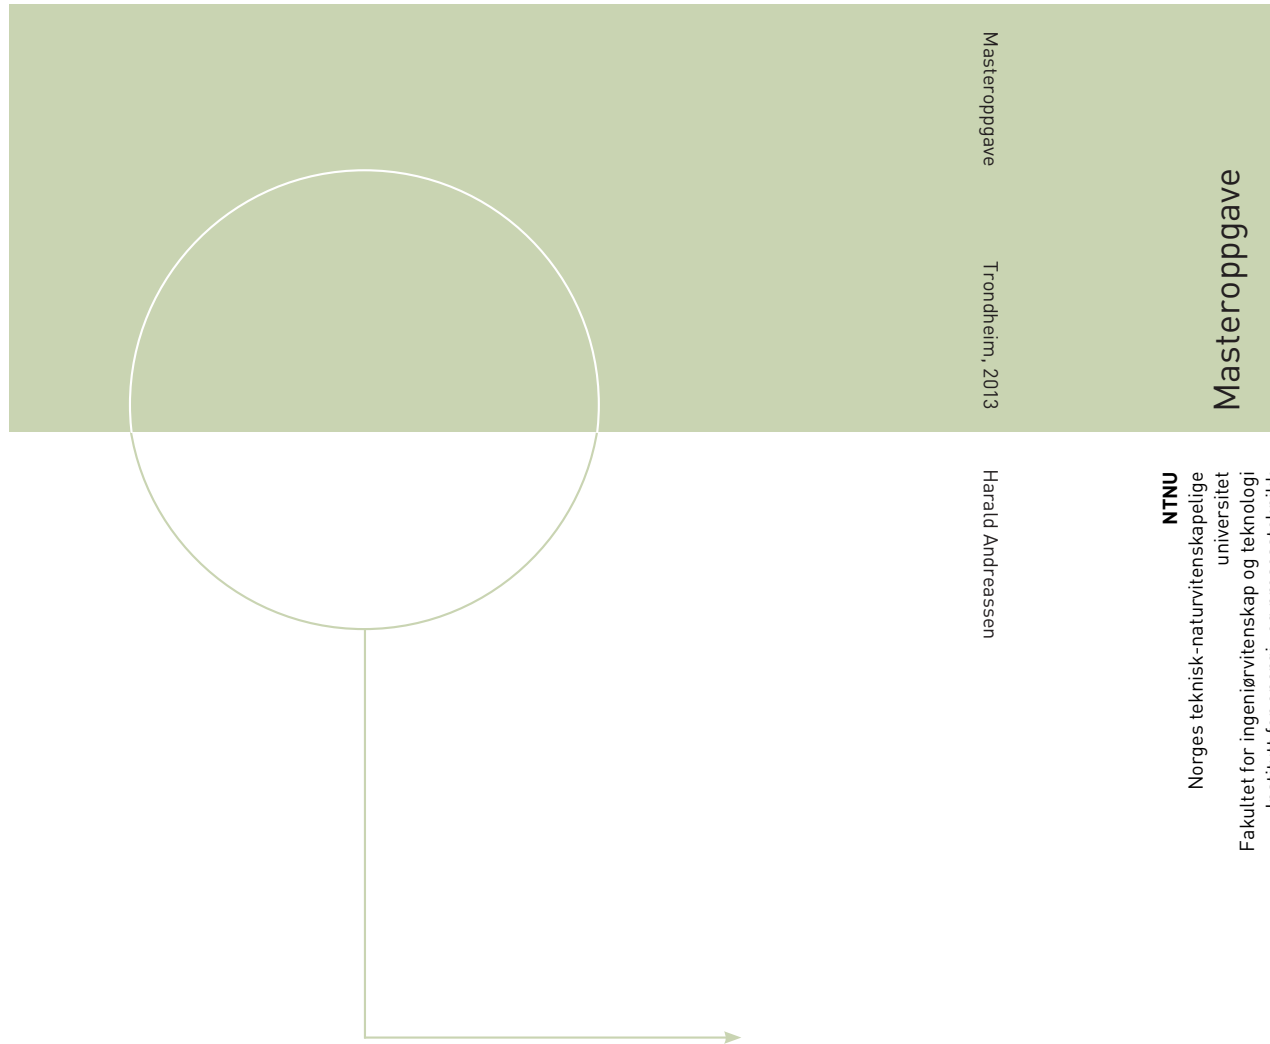 Masteroppgave
Trondheim, 2013
Harald Andreassen
Masteroppgave
NTNU
Norges teknisk-naturvitenskapelige
universitet
Fakultet for ingeniørvitenskap og teknologi